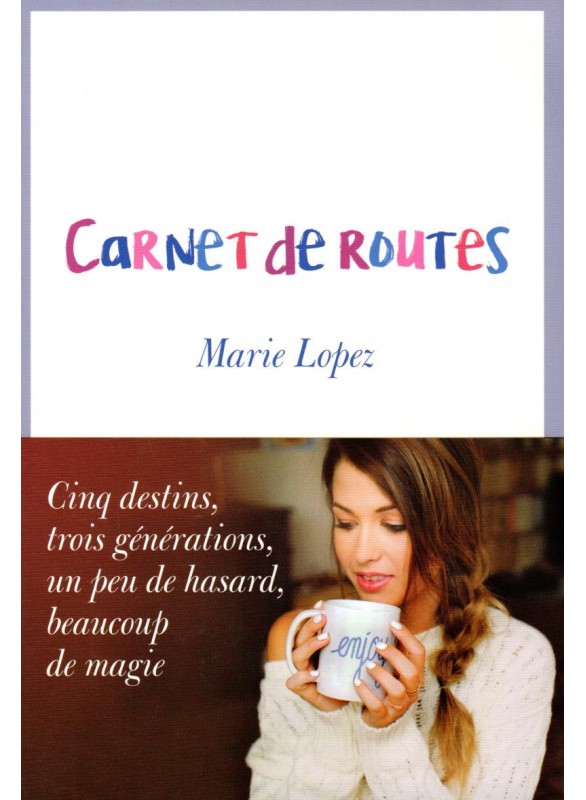 CARNET de ROUTES
Marie Lopez
Cinq destins,
trois générations,
un peu de hasard,
beaucoup
de magie
enjoy